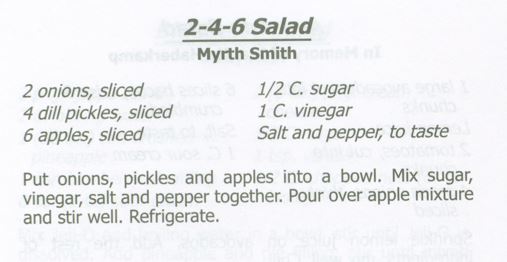 2-4-6 Salad
Myrth Smith
2 onions, sliced
4 dill pickles, sliced
6 apples, sliced
1/2 C. sugar
1 C. vinegar
Salt and pepper, to taste
Put onions, pickles and apples into a bowl. Mix sugar,
vinegar, salt and pepper together. Pour over apple mixture
and stir well. Refrigerate.